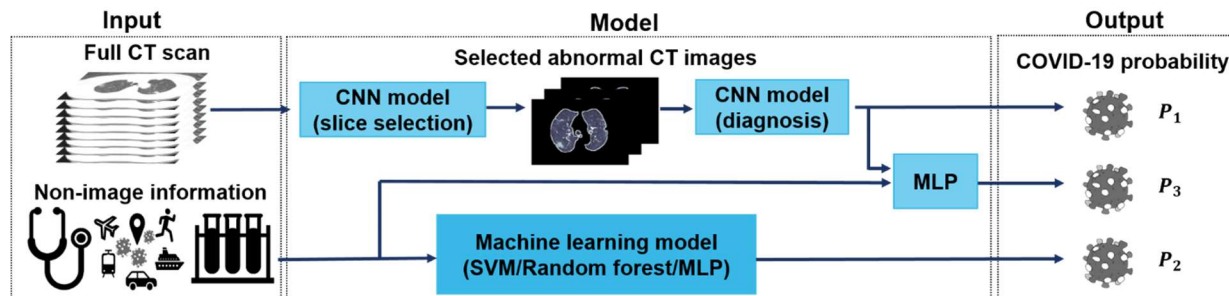 Input
Model
Output
Full CT scan
Selected abnormal CT images
COVID-19 probability
CNN model
(slice selection)
CNN model
(diagnosis)
P1
Non-image information
MLP
P3
Machine learning model
(SVM/Random forest/MLP)
P2